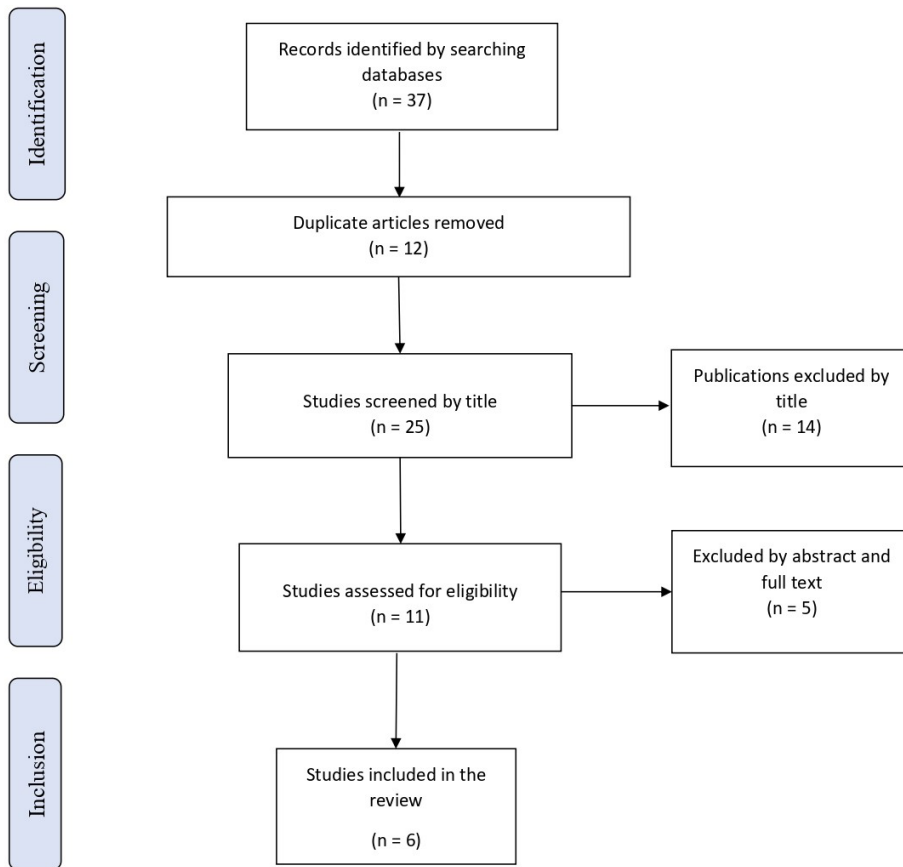 Identification
Records identified by searching
databases
(n = 37)
Duplicate articles removed
(n = 12)
Screening
Studies screened by title
(n = 25)
Publications excluded by
title
(n = 14)
Eligibility
Studies assessed for eligibility
(n = 11)
Excluded by abstract and
full text
(n = 5)
Inclusion
Studies included in the
review
(n = 6)